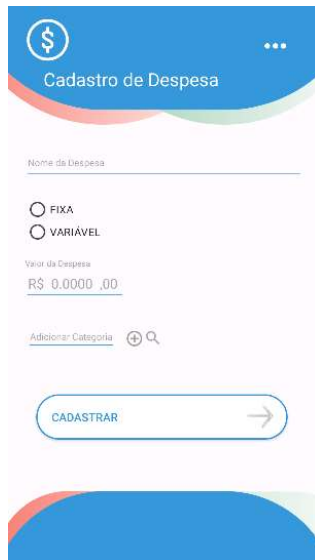 $
Cadastro de Despesa
Nome da Despesa
FIXA
VARIÁVEL
Valor da Despesa
R$ 0.0000 ,00
Adicionar Categoria
CADASTRAR